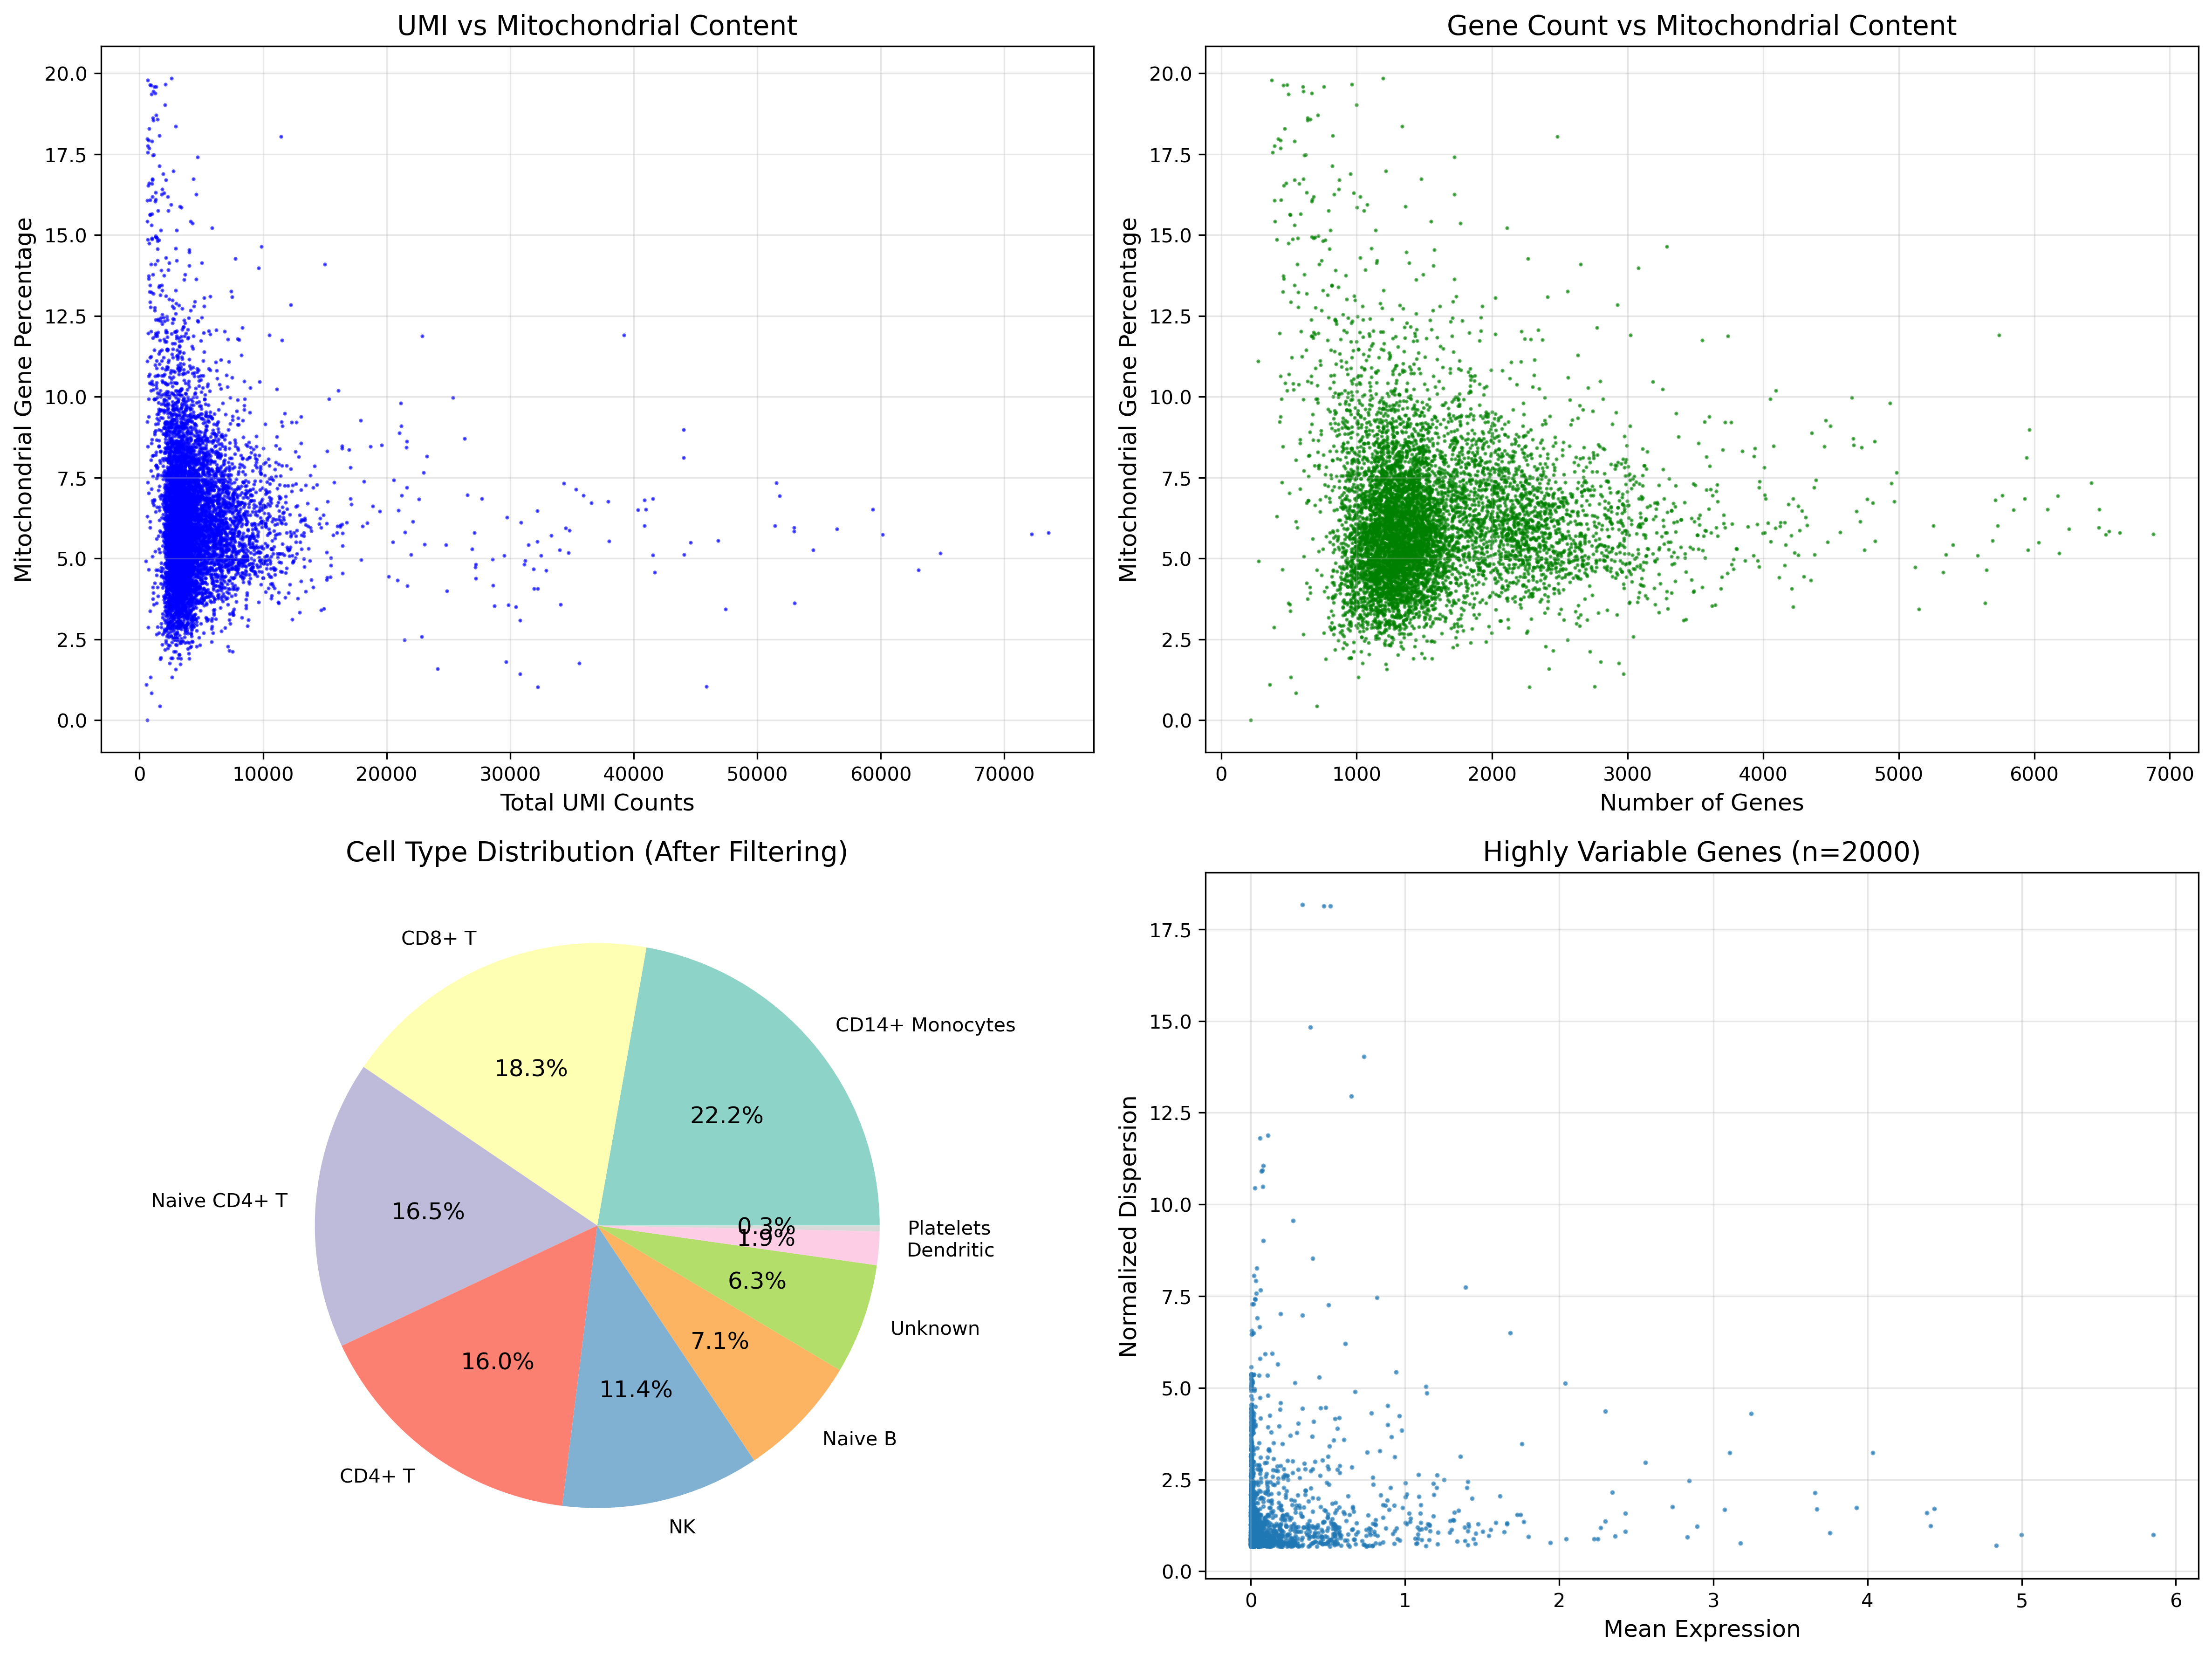 UMI vs Mitochondrial Content
Mitochondrial Gene Percentage
20.0
17.5
15.0
12.5
10.0
7.5
5.0
2.5
0.0
0 10000 20000 30000 40000 50000 60000 70000
Total UMI Counts
Gene Count vs Mitochondrial Content
Mitochondrial Gene Percentage
20.0
17.5
15.0
12.5
10.0
7.5
5.0
2.5
0.0
0 1000 2000 3000 4000 5000 6000 7000
Number of Genes
Cell Type Distribution (After Filtering)
CD8+ T
CD14+ Monocytes
18.3%
22.2%
Naive CD4+ T
16.5%
0.3%
Platelets
1.9%
Dendritic
6.3%
Unknown
7.1%
16.0%
11.4%
Naive B
CD4+ T
NK
Highly Variable Genes (n=2000)
Normalized Dispersion
17.5
15.0
12.5
10.0
7.5
5.0
2.5
0.0
0 1 2 3 4 5 6
Mean Expression